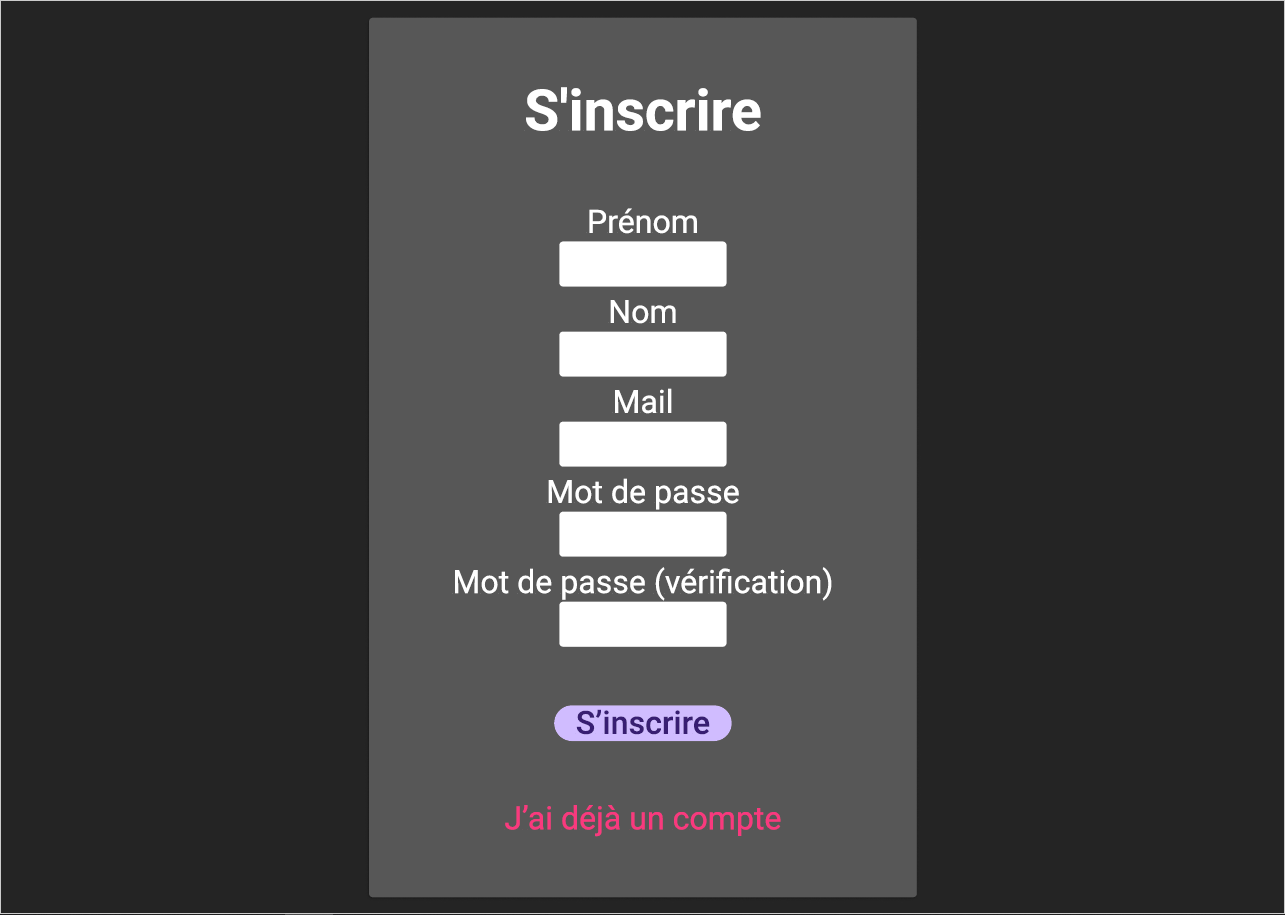 S'inscrire
Prénom
Nom
Mail
Mot de passe
Mot de passe (vérification)
S’inscrire
J’ai déjà un compte